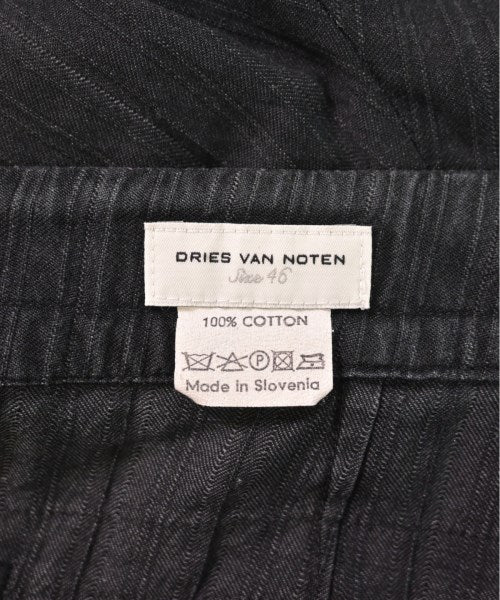 DRIES VAN NOTEN
Size 46
100% COTTON
P
Made in Slovenia